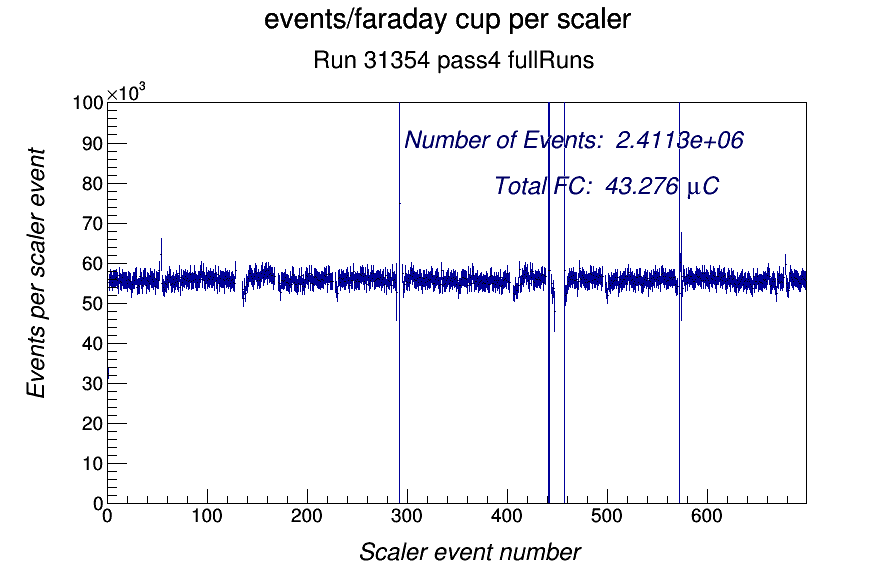 events/faraday cup per scaler
Run 31354 pass4 fullRuns
×10³
100
90
80
70
60
50
40
30
20
10
0
Events per scaler event
Number of Events: 2.4113e+06
Total FC: 43.276 μC
0 100 200 300 400 500 600
Scaler event number